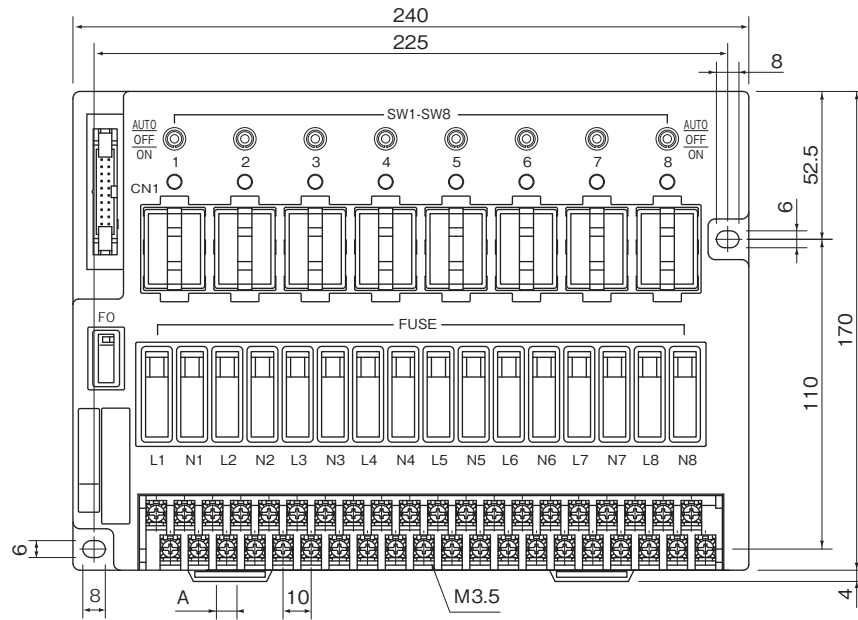 240
225
8
SW1-SW8
AUTO
OFF
ON
AUTO
OFF
ON
1 2 3 4 5 6 7 8
CN1
52.5
6
170
FO
FUSE
110
L1 N1 L2 N2 L3 N3 L4 N4 L5 N5 L6 N6 L7 N7 L8 N8
6
8
A
10
M3.5
4